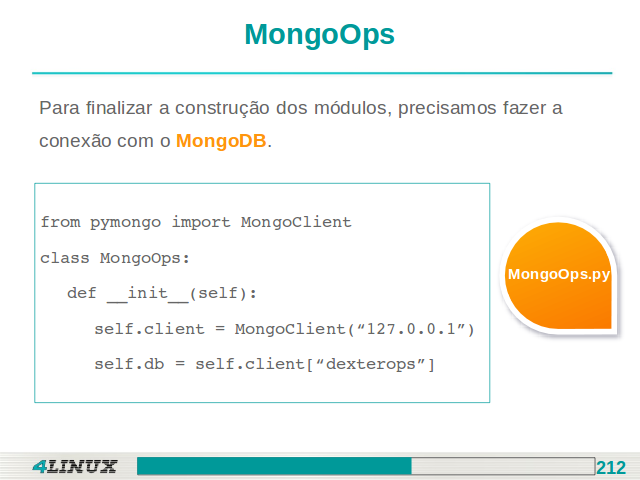 MongoOps
Para finalizar a construção dos módulos, precisamos fazer a
conexão com o MongoDB.
from pymongo import MongoClient
class MongoOps:
def __init__(self):
self.client = MongoClient(“127.0.0.1”)
self.db = self.client[“dexterops”]
MongoOps.py
4LINUX
212